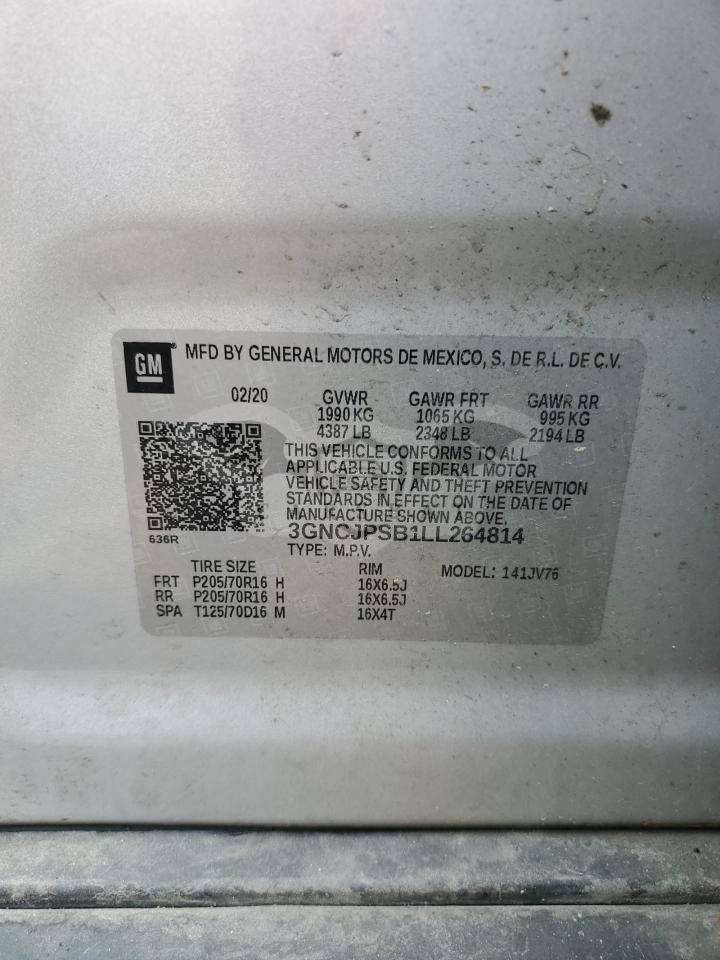 GM® MFD BY GENERAL MOTORS DE MEXICO, S. DE R.L. DE C.V.
02/20 GVWR GAWR FRT GAWR RR
1990 KG 1065 KG 995 KG
4387 LB 2348 LB 2194 LB
THIS VEHICLE CONFORMS TO ALL
APPLICABLE U.S. FEDERAL MOTOR
VEHICLE SAFETY AND THEFT PREVENTION
STANDARDS IN EFFECT ON THE DATE OF
MANUFACTURE SHOWN ABOVE.
3GNCJPSB1LL264814
636R TYPE: M.P.V.
TIRE SIZE RIM MODEL: 141JV76
FRT P205/70R16 H 16X6.5J
RR P205/70R16 H 16X6.5J
SPA T125/70D16 M 16X4T